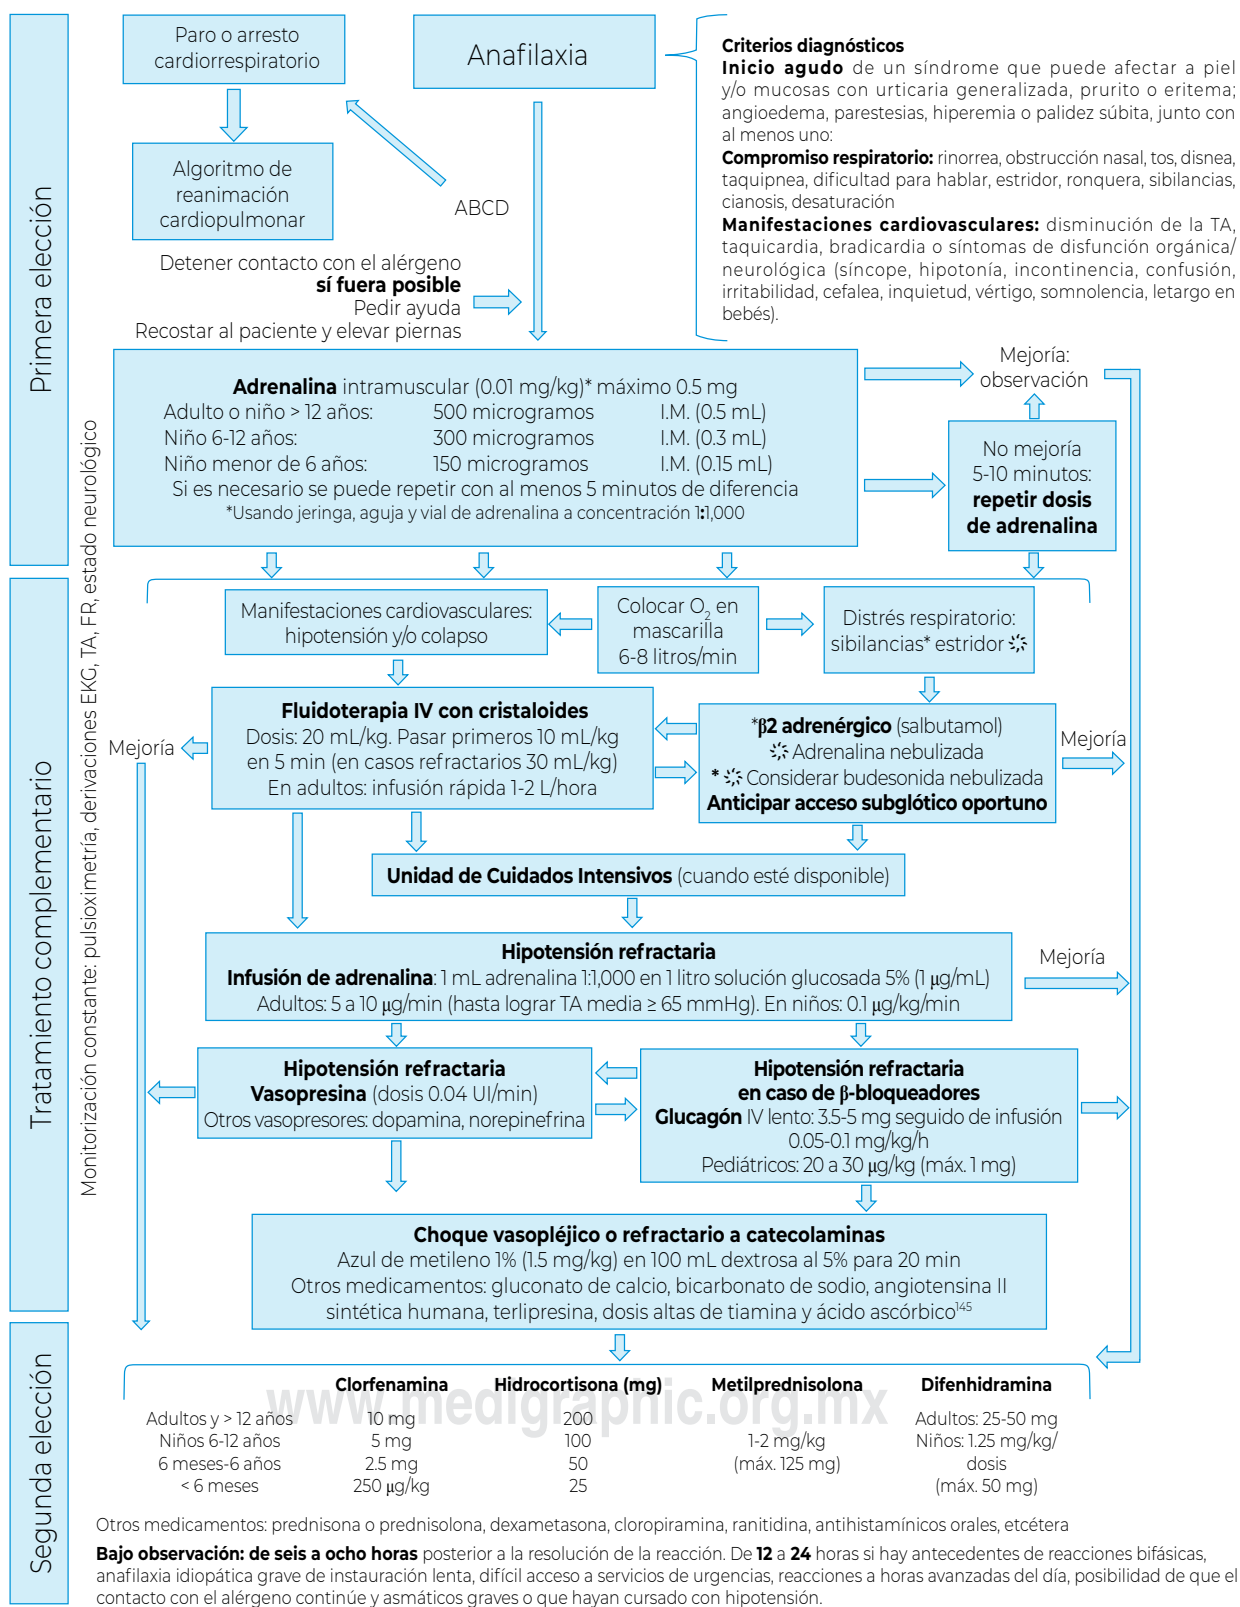 Primera elección
Tratamiento complementario
Segunda elección
Monitorización constante: pulsioximetría, derivaciones EKG, TA, FR, estado neurológico
Paro o arresto
cardiorrespiratorio
Anafilaxia
Criterios diagnósticos
Inicio agudo de un síndrome que puede afectar a piel
y/o mucosas con urticaria generalizada, prurito o eritema;
angioedema, parestesias, hiperemia o palidez súbita, junto con
al menos uno:
Compromiso respiratorio: rinorrea, obstrucción nasal, tos, disnea,
taquipnea, dificultad para hablar, estridor, ronquera, sibilancias,
cianosis, desaturación
Manifestaciones cardiovasculares: disminución de la TA,
taquicardia, bradicardia o síntomas de disfunción orgánica/
neurológica (síncope, hipotonía, incontinencia, confusión,
irritabilidad, cefalea, inquietud, vértigo, somnolencia, letargo en
bebés).
Algoritmo de
reanimación
cardiopulmonar
ABCD
Detener contacto con el alérgeno
sí fuera posible
Pedir ayuda
Recostar al paciente y elevar piernas
Adrenalina intramuscular (0.01 mg/kg)* máximo 0.5 mg
Adulto o niño > 12 años: 500 microgramos I.M. (0.5 mL)
Niño 6-12 años: 300 microgramos I.M. (0.3 mL)
Niño menor de 6 años: 150 microgramos I.M. (0.15 mL)
Si es necesario se puede repetir con al menos 5 minutos de diferencia
*Usando jeringa, aguja y vial de adrenalina a concentración 1:1,000
Mejoría:
observación
No mejoría
5-10 minutos:
repetir dosis
de adrenalina
Manifestaciones cardiovasculares:
hipotensión y/o colapso
Colocar O2 en
mascarilla
6-8 litros/min
Distrés respiratorio:
sibilancias* estridor ҉
Fluidoterapia IV con cristaloides
Dosis: 20 mL/kg. Pasar primeros 10 mL/kg
en 5 min (en casos refractarios 30 mL/kg)
En adultos: infusión rápida 1-2 L/hora
Mejoría
*β2 adrenérgico (salbutamol)
҉ Adrenalina nebulizada
* ҉ Considerar budesonida nebulizada
Anticipar acceso subglótico oportuno
Mejoría
Unidad de Cuidados Intensivos (cuando esté disponible)
Hipotensión refractaria
Infusión de adrenalina: 1 mL adrenalina 1:1,000 en 1 litro solución glucosada 5% (1 μg/mL)
Adultos: 5 a 10 μg/min (hasta lograr TA media ≥ 65 mmHg). En niños: 0.1 μg/kg/min
Mejoría
Hipotensión refractaria
Vasopresina (dosis 0.04 UI/min)
Otros vasopresores: dopamina, norepinefrina
Hipotensión refractaria
en caso de β-bloqueadores
Glucagón IV lento: 3.5-5 mg seguido de infusión
0.05-0.1 mg/kg/h
Pediátricos: 20 a 30 μg/kg (máx. 1 mg)
Choque vasopléjico o refractario a catecolaminas
Azul de metileno 1% (1.5 mg/kg) en 100 mL dextrosa al 5% para 20 min
Otros medicamentos: gluconato de calcio, bicarbonato de sodio, angiotensina II
sintética humana, terlipresina, dosis altas de tiamina y ácido ascórbico145
www.medigraphic.org.mx
Clorfenamina Hidrocortisona (mg) Metilprednisolona Difenhidramina
Adultos y > 12 años 10 mg 200 Adultos: 25-50 mg
Niños 6-12 años 5 mg 100 1-2 mg/kg Niños: 1.25 mg/kg/
6 meses-6 años 2.5 mg 50 (máx. 125 mg) dosis
< 6 meses 250 μg/kg 25 (máx. 50 mg)
Otros medicamentos: prednisona o prednisolona, dexametasona, cloropiramina, ranitidina, antihistamínicos orales, etcétera
Bajo observación: de seis a ocho horas posterior a la resolución de la reacción. De 12 a 24 horas si hay antecedentes de reacciones bifásicas,
anafilaxia idiopática grave de instauración lenta, difícil acceso a servicios de urgencias, reacciones a horas avanzadas del día, posibilidad de que el
contacto con el alérgeno continúe y asmáticos graves o que hayan cursado con hipotensión.